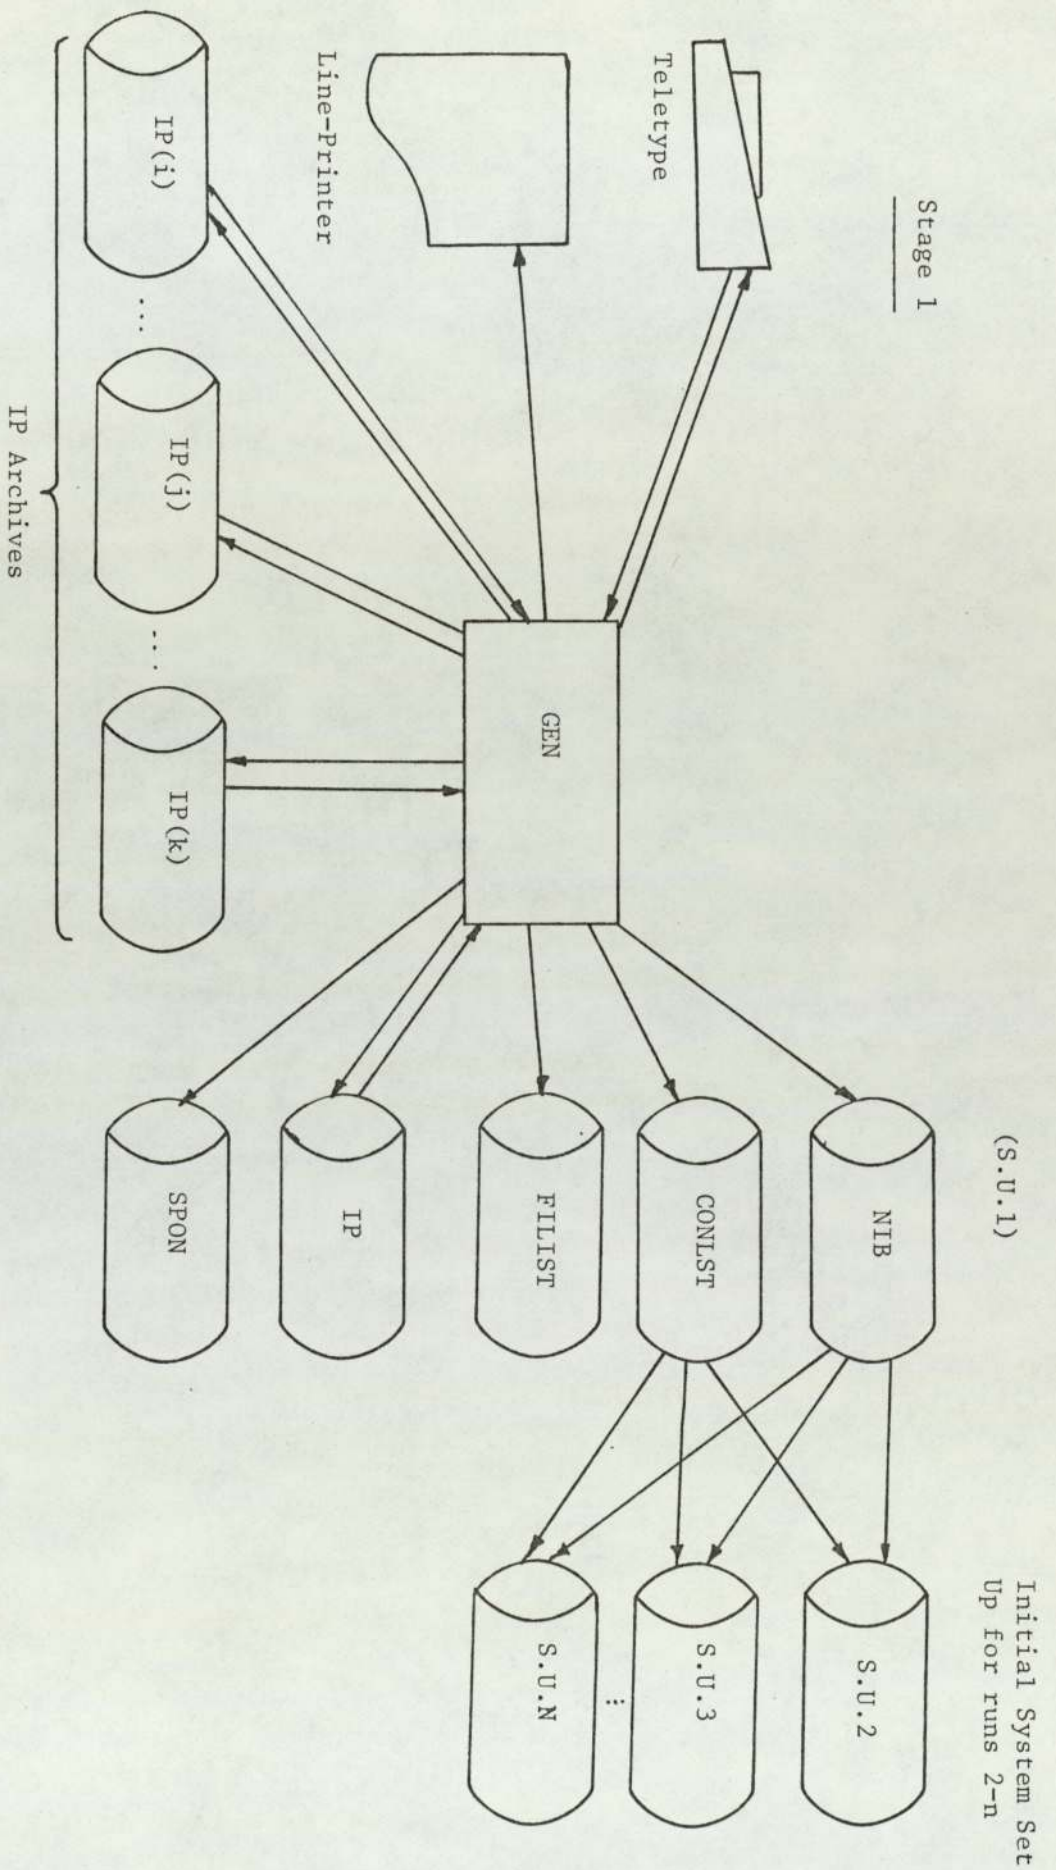 Stage 1
(S.U.1)
Initial System Set
Up for runs 2-n
Teletype
Line-Printer
GEN
NIB
CONLST
FILIST
IP
SPON
S.U.2
S.U.3
...
S.U.N
IP(i)
...
IP(j)
...
IP(k)
IP Archives